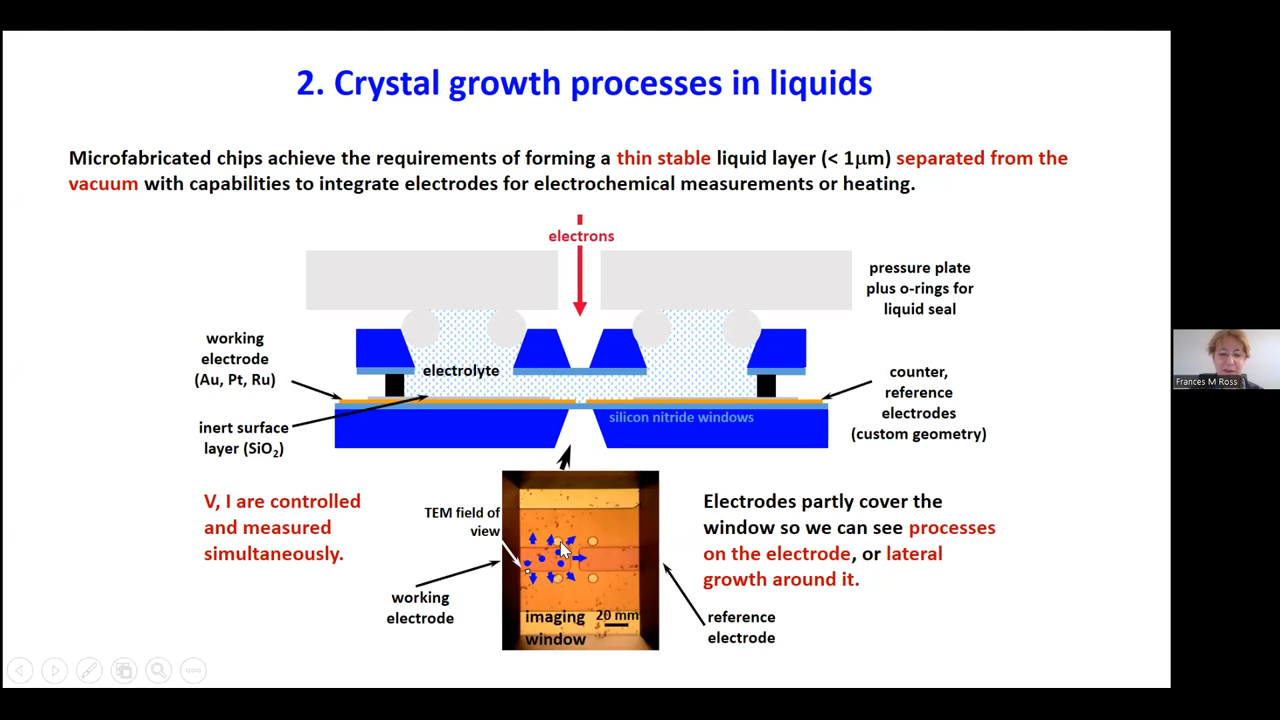 2. Crystal growth processes in liquids
Microfabricated chips achieve the requirements of forming a thin stable liquid layer (< 1μm) separated from the
vacuum with capabilities to integrate electrodes for electrochemical measurements or heating.
electrons
pressure plate
plus o-rings for
liquid seal
working
electrode
(Au, Pt, Ru)
electrolyte
counter,
reference
electrodes
(custom geometry)
inert surface
layer (SiO₂)
silicon nitride windows
V, I are controlled
and measured
simultaneously.
TEM field of
view
working
electrode
imaging
window
20 mm
Electrodes partly cover the
window so we can see processes
on the electrode, or lateral
growth around it.
reference
electrode
Frances M Ross